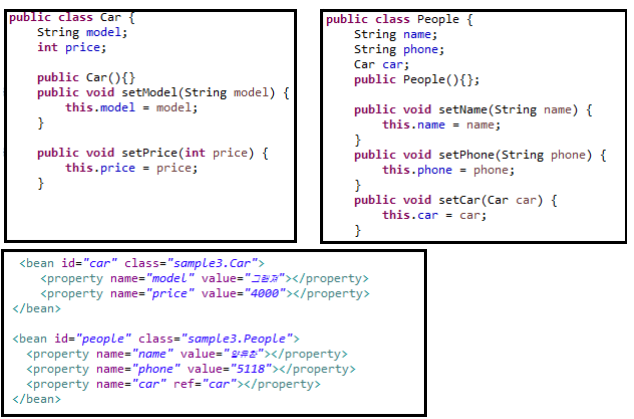 public class Car {
String model;
int price;
public Car(){}
public void setModel(String model) {
this.model = model;
}
public void setPrice(int price) {
this.price = price;
}
public class People {
String name;
String phone;
Car car;
public People(){};
public void setName(String name) {
this.name = name;
}
public void setPhone(String phone) {
this.phone = phone;
}
public void setCar(Car car) {
this.car = car;
}
<bean id="car" class="sample3.Car">
<property name="model" value="그랜저"></property>
<property name="price" value="4000"></property>
</bean>
<bean id="people" class="sample3.People">
<property name="name" value=""></property>
<property name="phone" value="5118"></property>
<property name="car" ref="car"></property>
</bean>